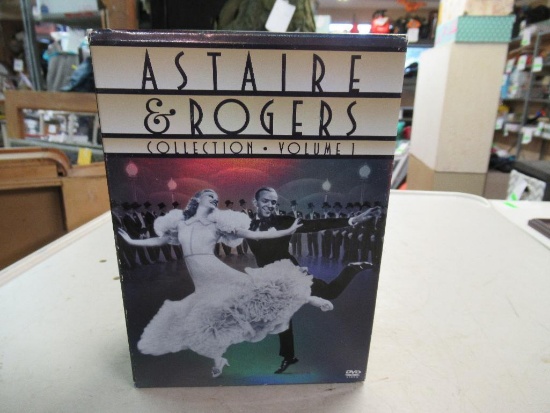 ASTAIRE
& ROGERS
COLLECTION • VOLUME 1
DVD